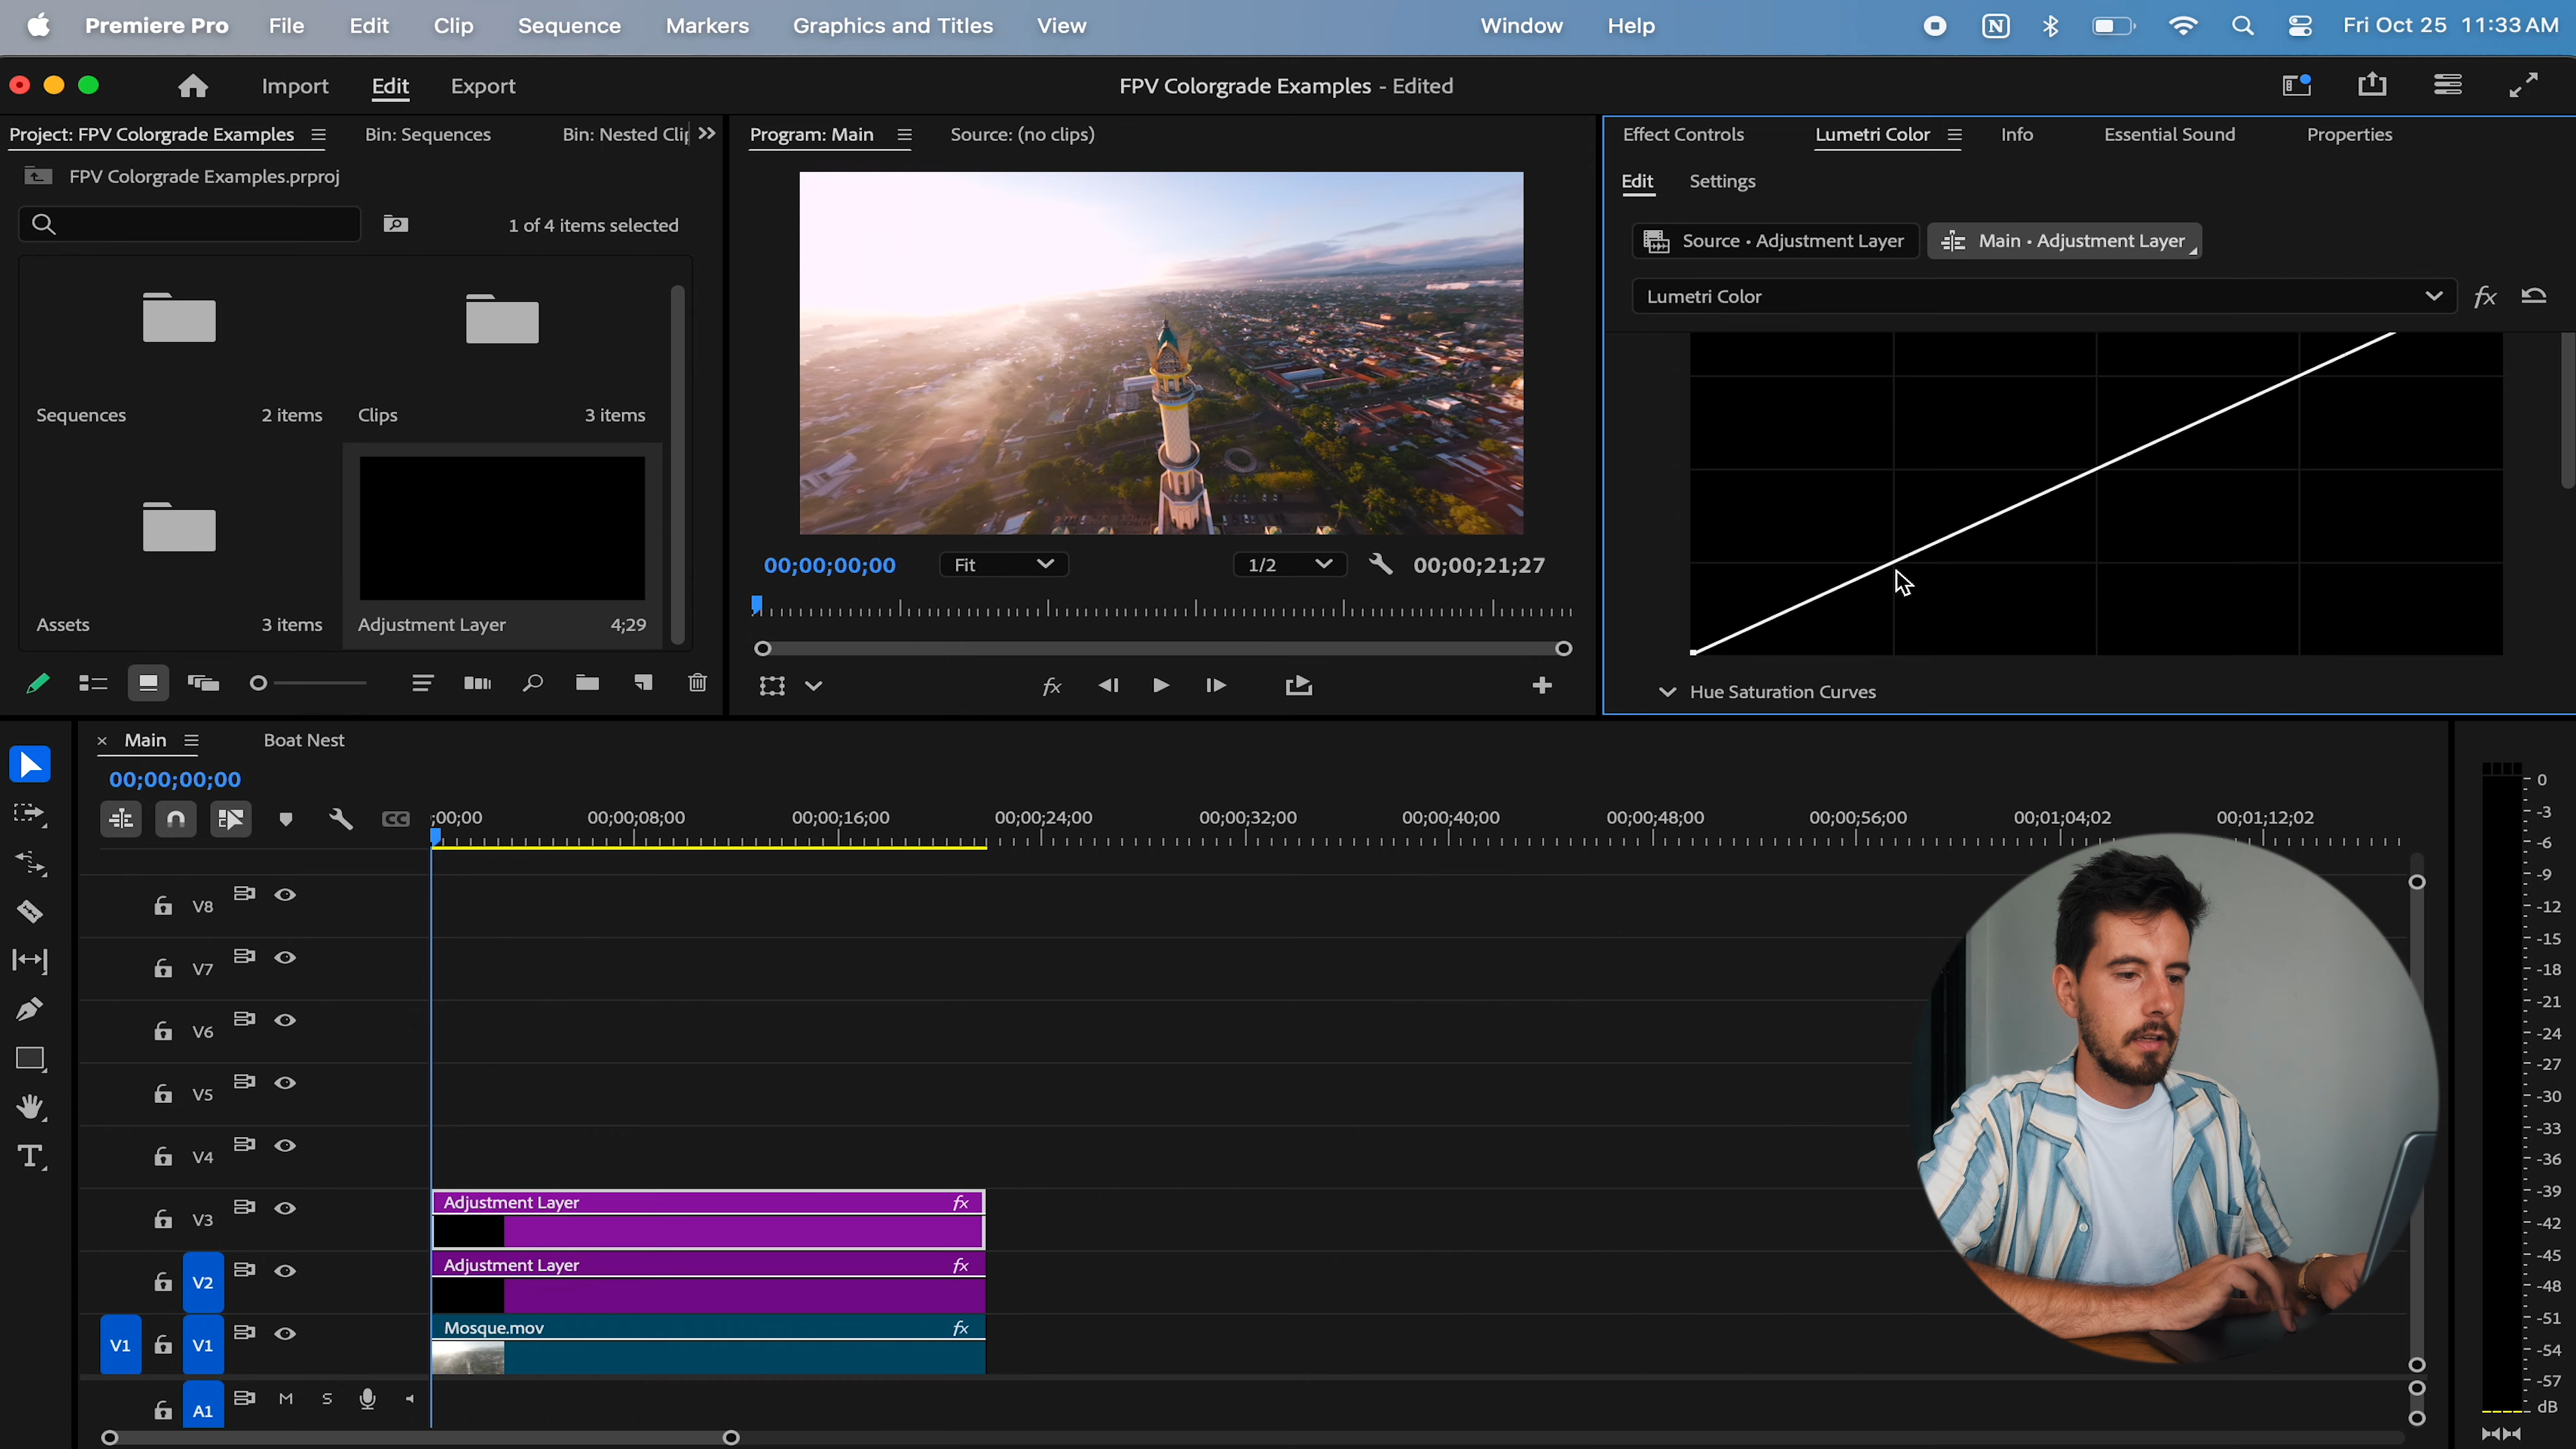 Premiere Pro File Edit Clip Sequence Markers Graphics and Titles View Window Help Fri Oct 25 11:33 AM
Import Edit Export FPV Colorgrade Examples - Edited
Project: FPV Colorgrade Examples Bin: Sequences Bin: Nested Clip
FPV Colorgrade Examples.prproj
1 of 4 items selected
Sequences 2 items Clips 3 items
Assets 3 items Adjustment Layer 4;29
Program: Main Source: (no clips)
00;00;00;00 Fit 1/2 00;00;21;27
fx
Effect Controls Lumetri Color Info Essential Sound Properties
Edit Settings
Source • Adjustment Layer Main • Adjustment Layer
Lumetri Color fx
Hue Saturation Curves
Main Boat Nest
00;00;00;00
CC ;00;00 00;00;08;00 00;00;16;00 00;00;24;00 00;00;32;00 00;00;40;00 00;00;48;00 00;00;56;00 00;01;04;02 00;01;12;02
V8
V7
V6
V5
V4
V3 Adjustment Layer fx
V2 Adjustment Layer fx
V1 V1 Mosque.mov fx
A1 M S
T
0
-3
-6
-9
-12
-15
-18
-21
-24
-27
-30
-33
-36
-39
-42
-45
-48
-51
-54
-57
dB